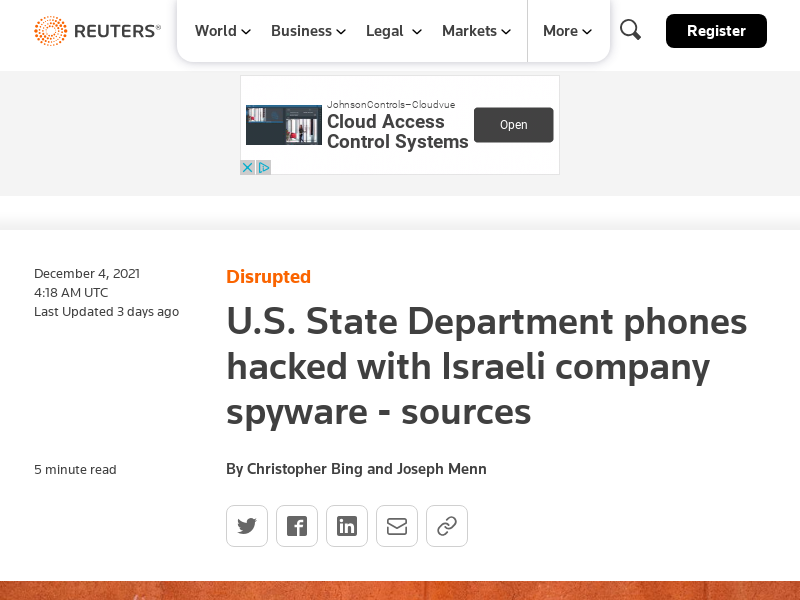 REUTERS®
World
Business
Legal
Markets
More
Register
JohnsonControls–Cloudvue
Cloud Access
Control Systems
Open
December 4, 2021
4:18 AM UTC
Last Updated 3 days ago
Disrupted
U.S. State Department phones
hacked with Israeli company
spyware - sources
5 minute read
By Christopher Bing and Joseph Menn